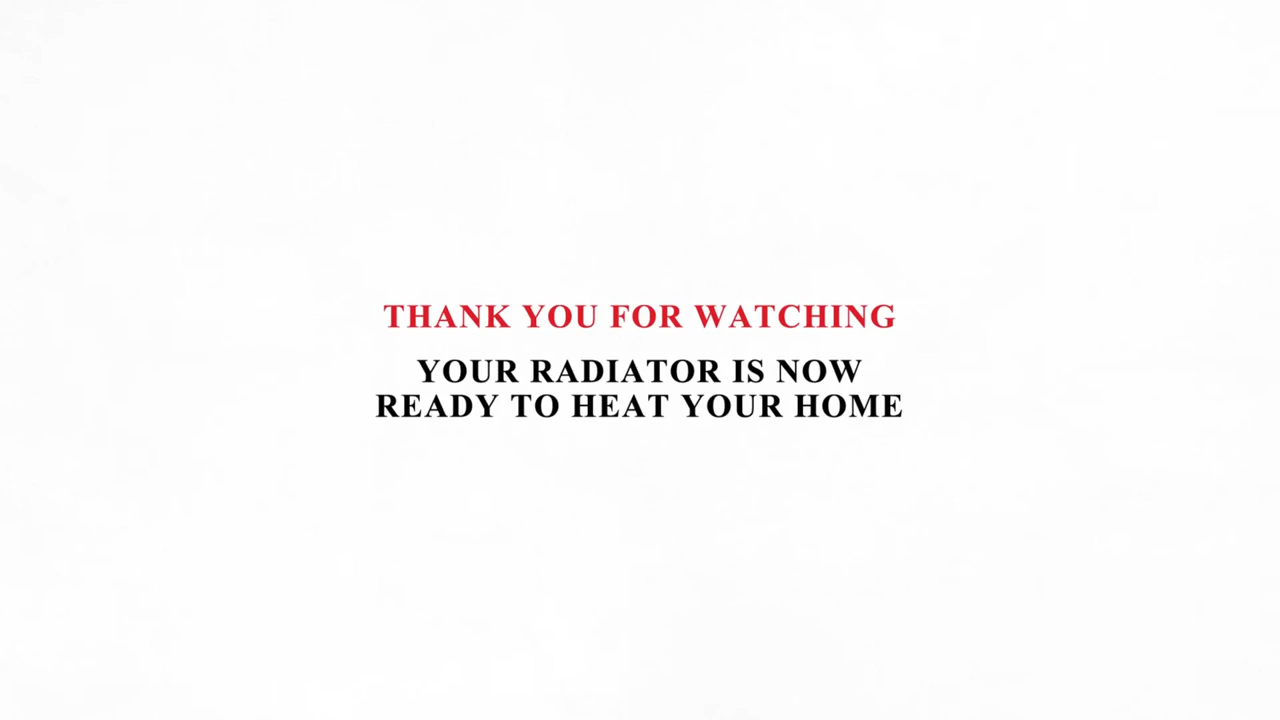 THANK YOU FOR WATCHING
YOUR RADIATOR IS NOW
READY TO HEAT YOUR HOME